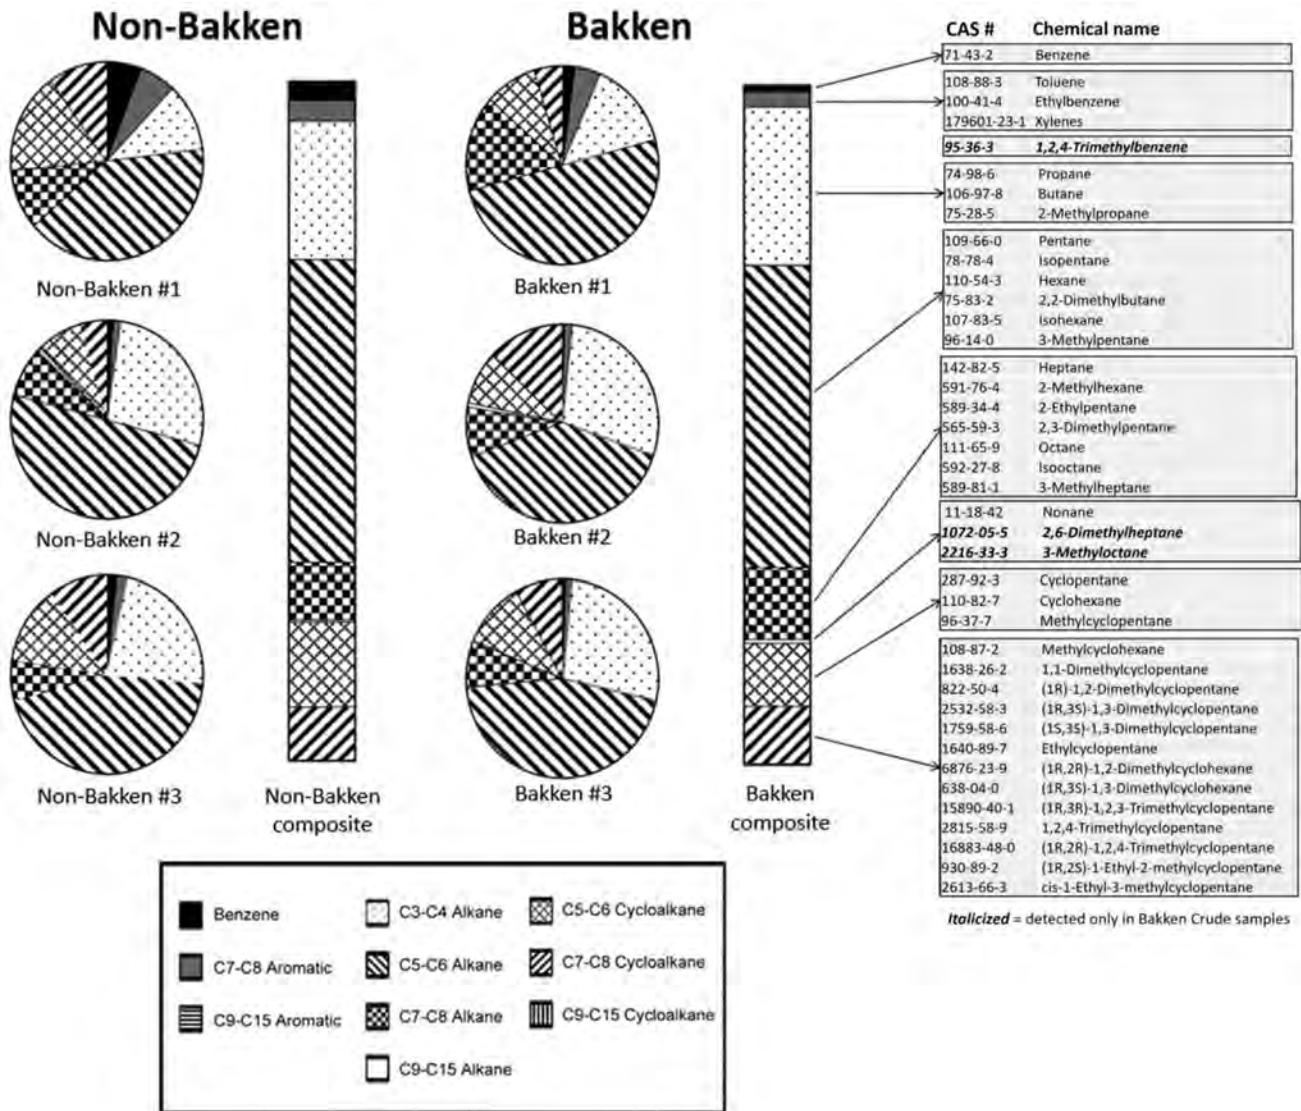 Non-Bakken
Bakken
CAS # Chemical name
71-43-2 Benzene
108-88-3 Toluene
100-41-4 Ethylbenzene
179601-23-1 Xylenes
95-36-3 1,2,4-Trimethylbenzene
74-98-6 Propane
106-97-8 Butane
75-28-5 2-Methylpropane
109-66-0 Pentane
78-78-4 Isopentane
110-54-3 Hexane
75-83-2 2,2-Dimethylbutane
107-83-5 Isohexane
96-14-0 3-Methylpentane
142-82-5 Heptane
591-76-4 2-Methylhexane
589-34-4 2-Ethylpentane
565-59-3 2,3-Dimethylpentane
111-65-9 Octane
592-27-8 Isooctane
589-81-1 3-Methylheptane
11-18-42 Nonane
1072-05-5 2,6-Dimethylheptane
2216-33-3 3-Methyloctane
287-92-3 Cyclopentane
110-82-7 Cyclohexane
96-37-7 Methylcyclopentane
108-87-2 Methylcyclohexane
1638-26-2 1,1-Dimethylcyclopentane
822-50-4 (1R)-1,2-Dimethylcyclopentane
2532-58-3 (1R,3S)-1,3-Dimethylcyclopentane
1759-58-6 (1S,3S)-1,3-Dimethylcyclopentane
1640-89-7 Ethylcyclopentane
6876-23-9 (1R,2R)-1,2-Dimethylcyclohexane
638-04-0 (1R,3S)-1,3-Dimethylcyclohexane
15890-40-1 (1R,3R)-1,2,3-Trimethylcyclopentane
2815-58-9 1,2,4-Trimethylcyclopentane
16883-48-0 (1R,2R)-1,2,4-Trimethylcyclopentane
930-89-2 (1R,2S)-1-Ethyl-2-methylcyclopentane
2613-66-3 cis-1-Ethyl-3-methylcyclopentane
Italicized = detected only in Bakken Crude samples
Non-Bakken #1
Non-Bakken #2
Non-Bakken #3
Non-Bakken
composite
Bakken #1
Bakken #2
Bakken #3
Bakken
composite
Benzene
C7-C8 Aromatic
C9-C15 Aromatic
C3-C4 Alkane
C5-C6 Alkane
C7-C8 Alkane
C9-C15 Alkane
C5-C6 Cycloalkane
C7-C8 Cycloalkane
C9-C15 Cycloalkane